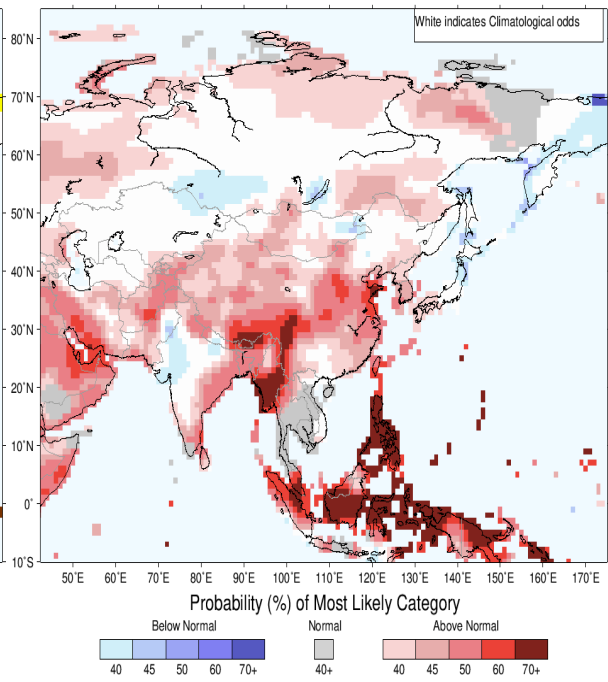 White indicates Climatological odds
80˚N
70˚N
60˚N
50˚N
40˚N
30˚N
20˚N
10˚N
0˚
10˚S
50˚E 60˚E 70˚E 80˚E 90˚E 100˚E 110˚E 120˚E 130˚E 140˚E 150˚E 160˚E 170˚E
Probability (%) of Most Likely Category
Below Normal Normal Above Normal
40 45 50 60 70+ 40+ 40 45 50 60 70+